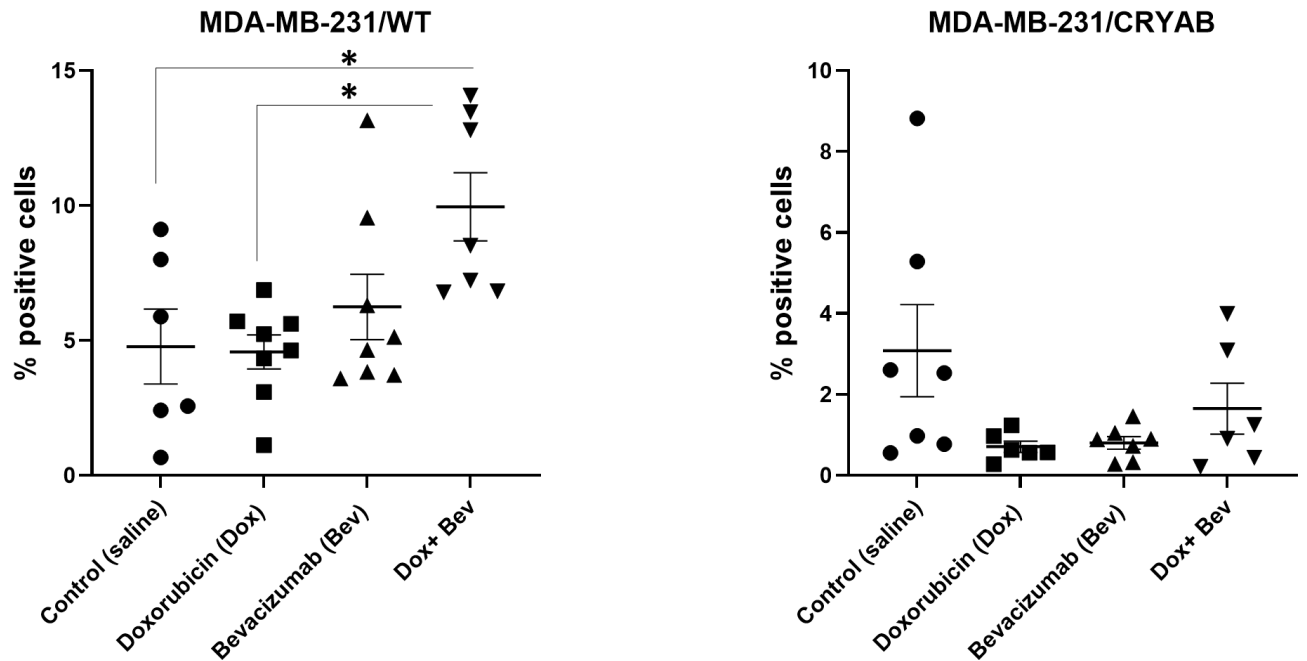 MDA-MB-231/WT
*
*
15
10
5
0
% positive cells
Control (saline)
Doxorubicin (Dox)
Bevacizumab (Bev)
Dox+ Bev
MDA-MB-231/CRYAB
10
8
6
4
2
0
% positive cells
Control (saline)
Doxorubicin (Dox)
Bevacizumab (Bev)
Dox+ Bev